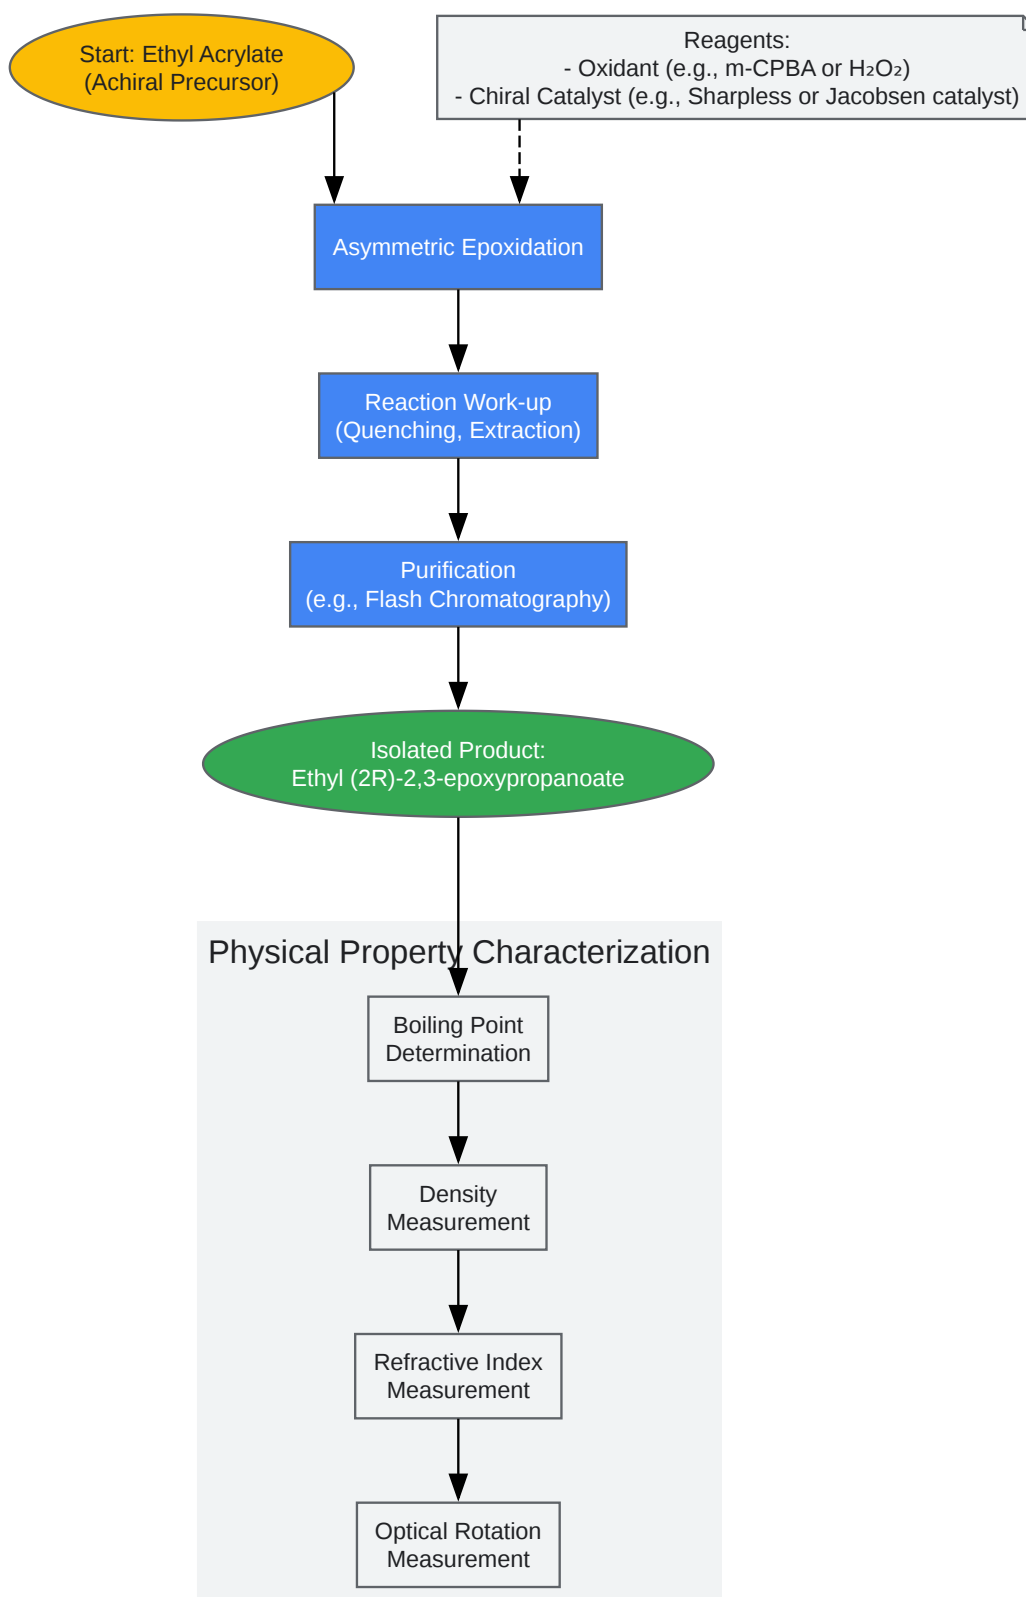 Start: Ethyl Acrylate
(Achiral Precursor)
Reagents:
- Oxidant (e.g., m-CPBA or H₂O₂)
- Chiral Catalyst (e.g., Sharpless or Jacobsen catalyst)
Asymmetric Epoxidation
Reaction Work-up
(Quenching, Extraction)
Purification
(e.g., Flash Chromatography)
Isolated Product:
Ethyl (2R)-2,3-epoxypropanoate
Physical Property Characterization
Boiling Point
Determination
Density
Measurement
Refractive Index
Measurement
Optical Rotation
Measurement